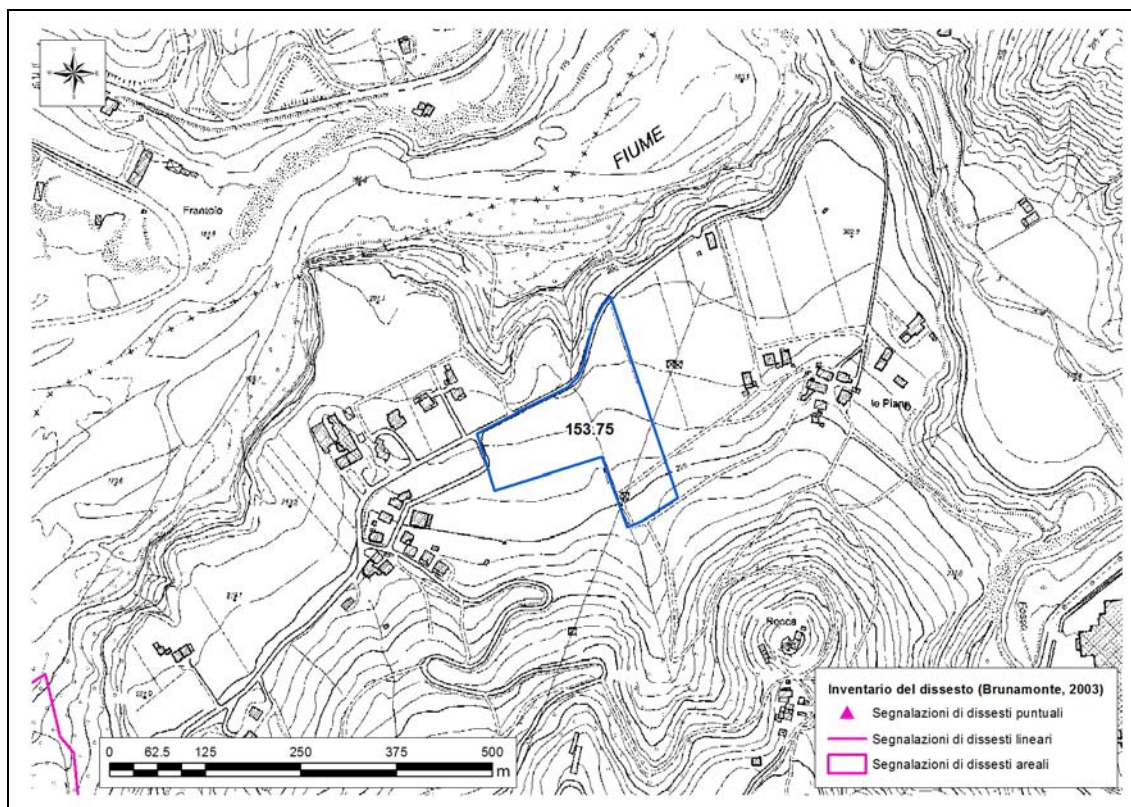 FIUME
Frantoio
153.75
le Piane
Rocca
Fosso
Inventario del dissesto (Brunamonte, 2003)
Segnalazioni di dissesti puntuali
Segnalazioni di dissesti lineari
Segnalazioni di dissesti areali
0 62.5 125 250 375 500
m